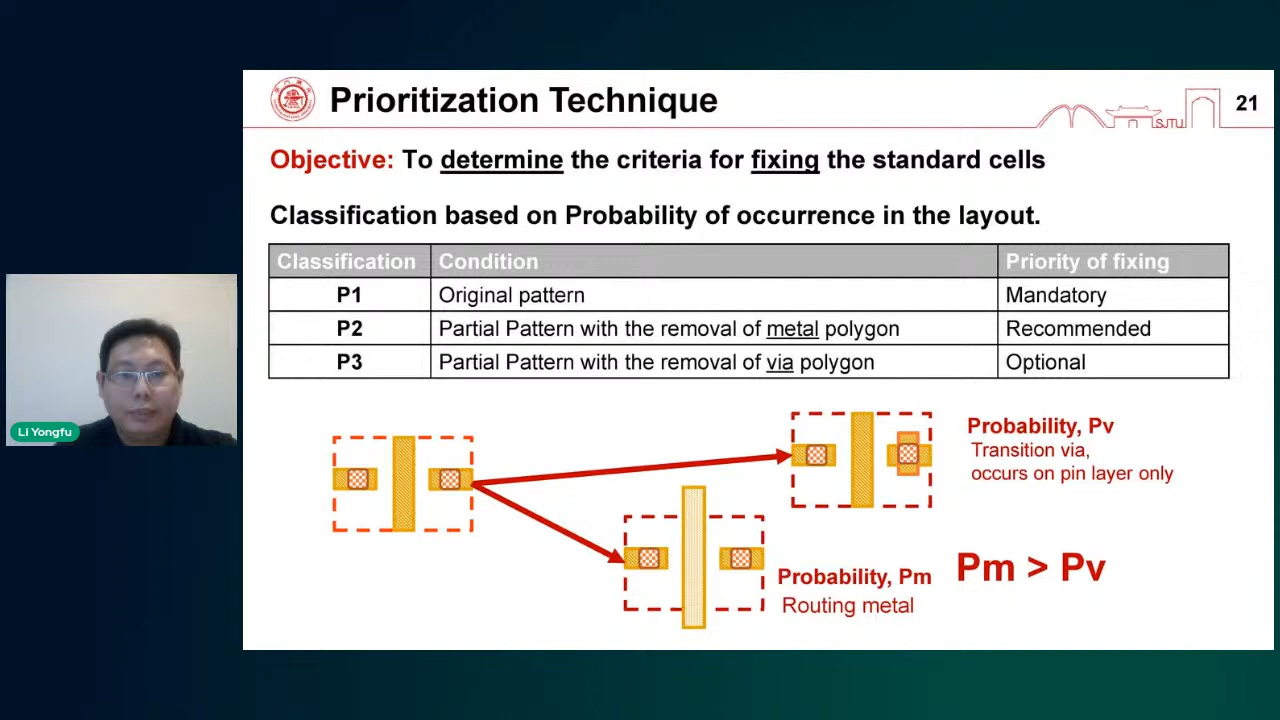 Prioritization Technique
SJTU
21
Objective: To determine the criteria for fixing the standard cells
Classification based on Probability of occurrence in the layout.
Classification Condition Priority of fixing
P1 Original pattern Mandatory
P2 Partial Pattern with the removal of metal polygon Recommended
P3 Partial Pattern with the removal of via polygon Optional
Li Yongfu
Probability, Pv
Transition via,
occurs on pin layer only
Probability, Pm
Routing metal
Pm > Pv